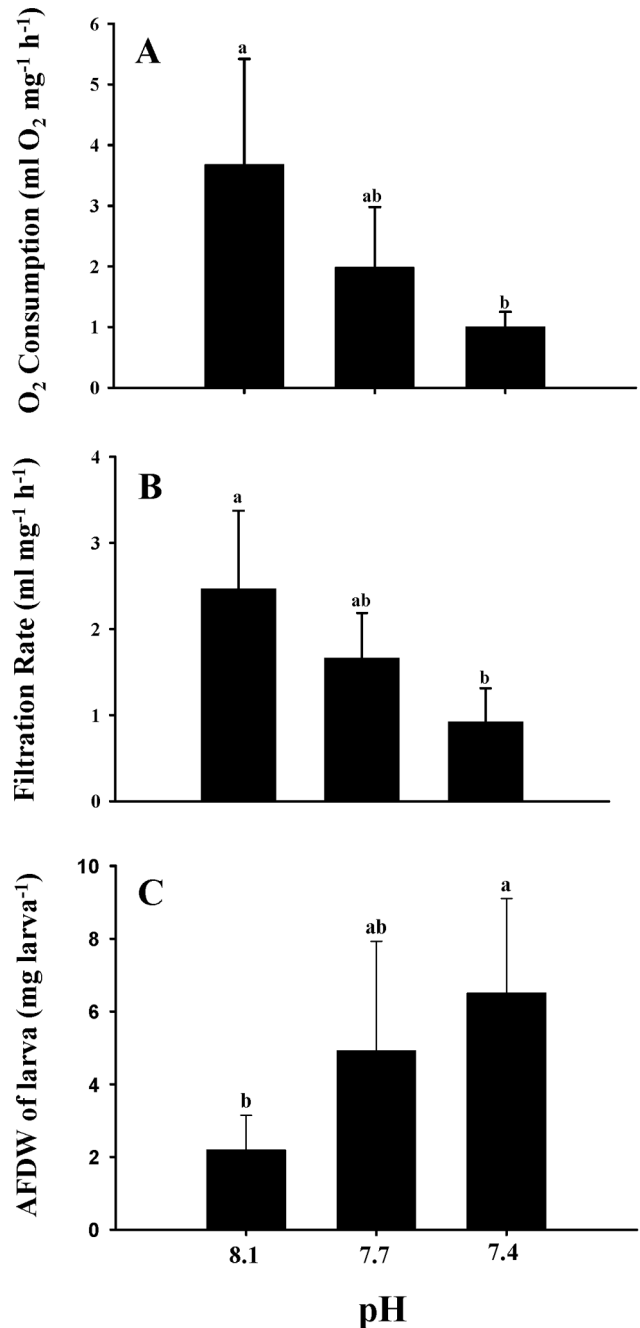 A
O₂ Consumption (ml O₂ mg⁻¹ h⁻¹)
6
5
4
3
2
1
0
a
ab
b
B
Filtration Rate (ml mg⁻¹ h⁻¹)
4
3
2
1
0
a
ab
b
C
AFDW of larva (mg larva⁻¹)
10
8
6
4
2
0
b
ab
a
8.1 7.7 7.4
pH